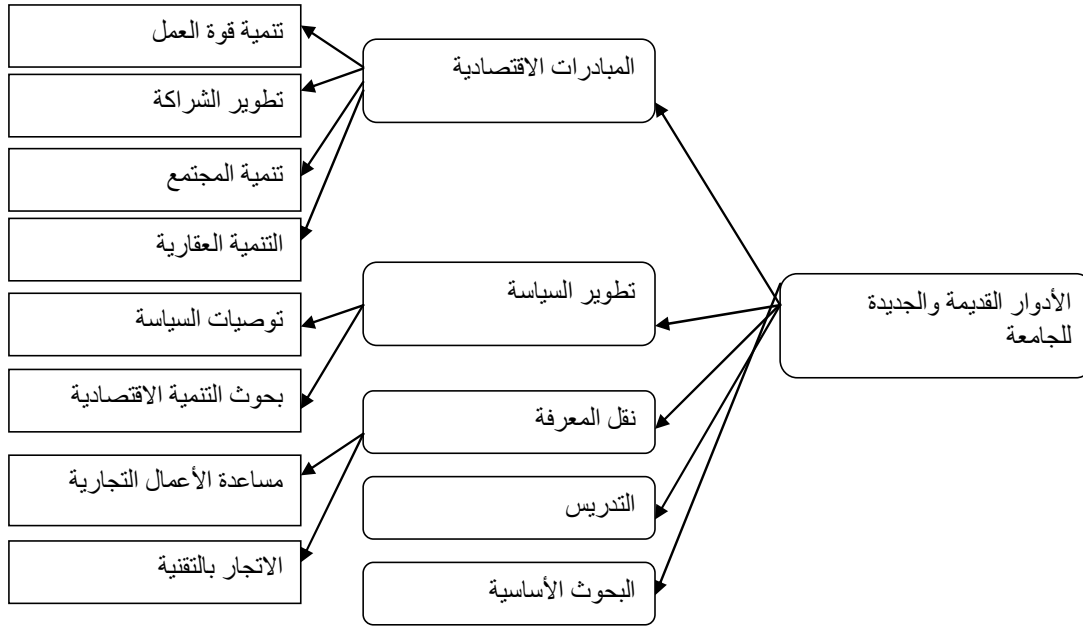 الأدوار القديمة والجديدة
للجامعة
المبادرات الاقتصادية
تنمية قوة العمل
تطوير الشراكة
تنمية المجتمع
التنمية العقارية
تطوير السياسة
توصيات السياسة
بحوث التنمية الاقتصادية
نقل المعرفة
مساعدة الأعمال التجارية
الاتجار بالتقنية
التدريس
البحوث الأساسية